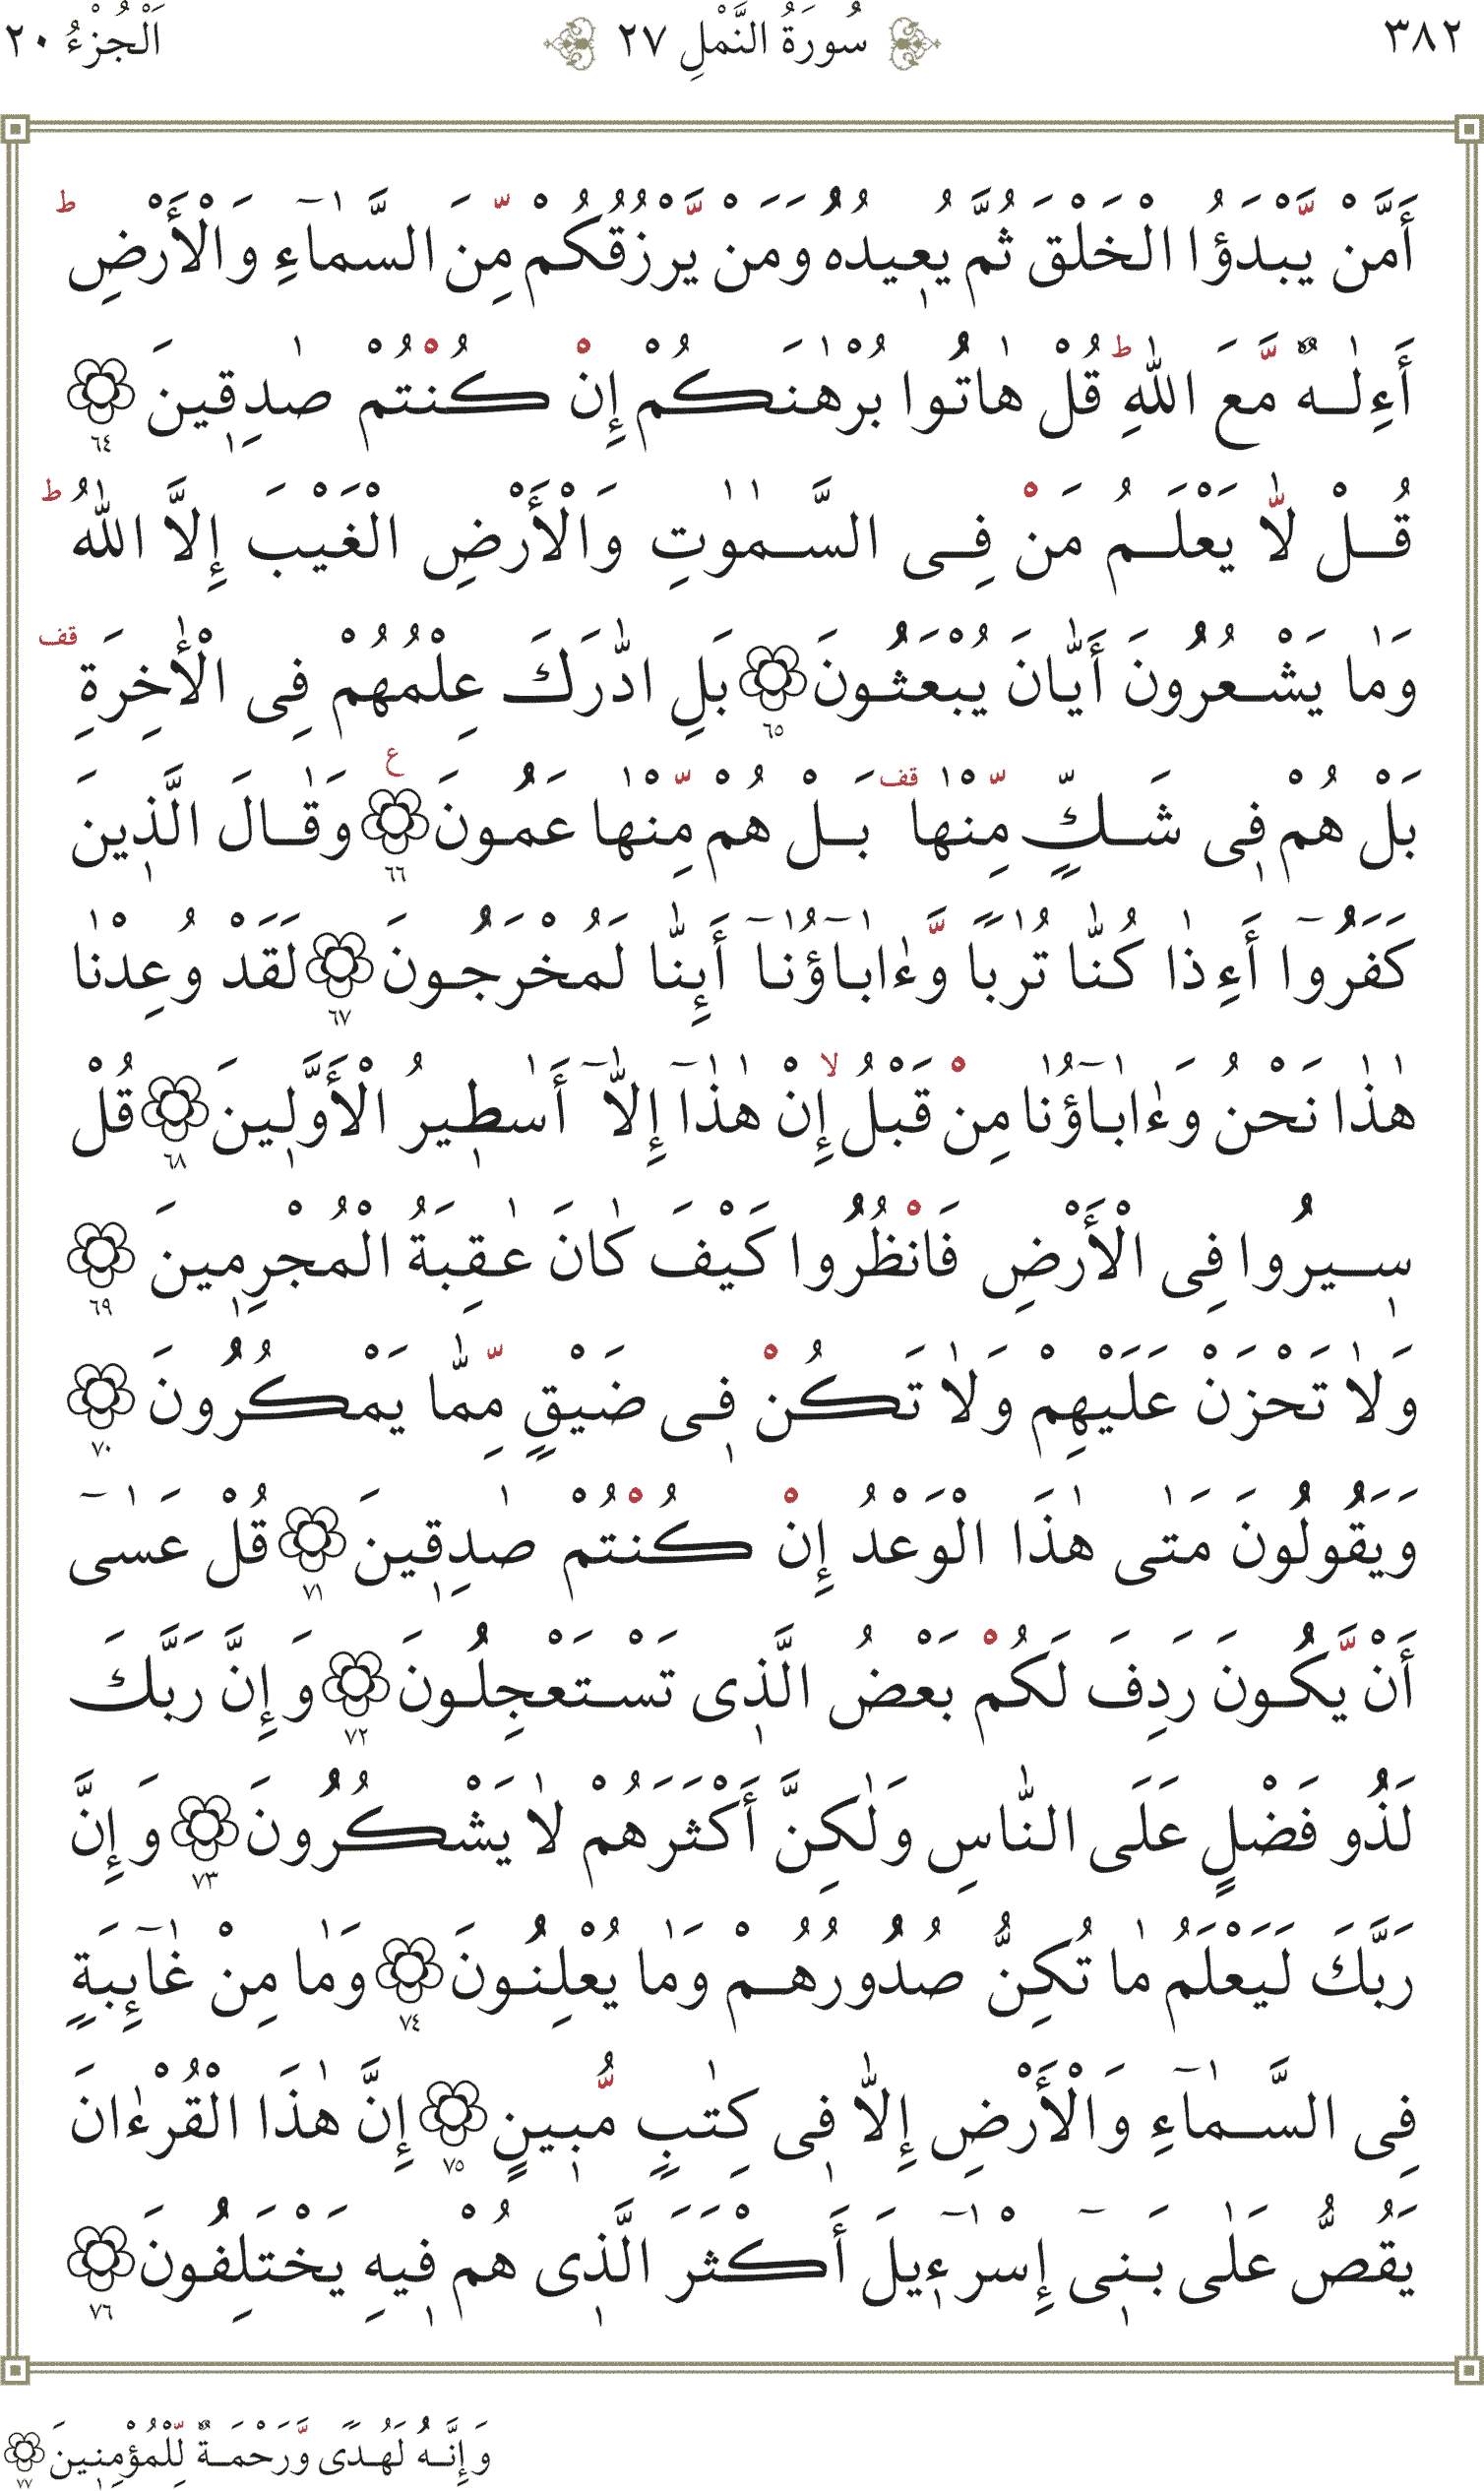 ٣٨٢ سُورَةُ النَّمْلِ ٢٧ اَلْجُزْءُ ٢٠
أَمَّنْ يَّبْدَؤُا الْخَلْقَ ثُمَّ يُعِيدُهُ وَمَنْ يَّرْزُقُكُمْ مِّنَ السَّمَآءِ وَالْأَرْضِ ط
أَءِلٰهٌ مَّعَ اللّٰهِ ط قُلْ هَاتُوا بُرْهٰنَكُمْ إِنْ كُنْتُمْ صٰدِقِينَ ٦٤
قُلْ لَّا يَعْلَمُ مَنْ فِى السَّمٰوٰتِ وَالْأَرْضِ الْغَيْبَ إِلَّا اللّٰهُ ط
وَمَا يَشْعُرُونَ أَيَّانَ يُبْعَثُونَ ٦٥ بَلِ ادّٰرَكَ عِلْمُهُمْ فِى الْأٰخِرَةِ قف
بَلْ هُمْ فِى شَكٍّ مِّنْهَا قف بَلْ هُمْ مِّنْهَا عَمُونَ ٦٦ ع وَقَالَ الَّذِينَ
كَفَرُوٓا أَءِذَا كُنَّا تُرٰبًا وَّءَابَآؤُنَآ أَئِنَّا لَمُخْرَجُونَ ٦٧ لَقَدْ وُعِدْنَا
هٰذَا نَحْنُ وَءَابَآؤُنَا مِنْ قَبْلُ لا إِنْ هٰذَآ إِلَّآ أَسٰطِيرُ الْأَوَّلِينَ ٦٨ قُلْ
سِيرُوا فِى الْأَرْضِ فَانْظُرُوا كَيْفَ كَانَ عٰقِبَةُ الْمُجْرِمِينَ ٦٩
وَلَا تَحْزَنْ عَلَيْهِمْ وَلَا تَكُنْ فِى ضَيْقٍ مِّمَّا يَمْكُرُونَ ٧٠
وَيَقُولُونَ مَتٰى هٰذَا الْوَعْدُ إِنْ كُنْتُمْ صٰدِقِينَ ٧١ قُلْ عَسٰىٓ
أَنْ يَّكُونَ رَدِفَ لَكُمْ بَعْضُ الَّذِى تَسْتَعْجِلُونَ ٧٢ وَإِنَّ رَبَّكَ
لَذُو فَضْلٍ عَلَى النَّاسِ وَلٰكِنَّ أَكْثَرَهُمْ لَا يَشْكُرُونَ ٧٣ وَإِنَّ
رَبَّكَ لَيَعْلَمُ مَا تُكِنُّ صُدُورُهُمْ وَمَا يُعْلِنُونَ ٧٤ وَمَا مِنْ غَآئِبَةٍ
فِى السَّمَآءِ وَالْأَرْضِ إِلَّا فِى كِتٰبٍ مُّبِينٍ ٧٥ إِنَّ هٰذَا الْقُرْءَانَ
يَقُصُّ عَلٰى بَنِىٓ إِسْرَآءِيلَ أَكْثَرَ الَّذِى هُمْ فِيهِ يَخْتَلِفُونَ ٧٦
وَإِنَّهُ لَهُدًى وَّرَحْمَةٌ لِّلْمُؤْمِنِينَ ٧٧